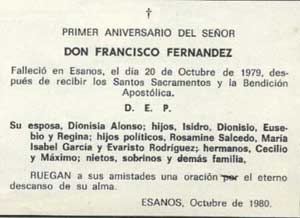 †
PRIMER ANIVERSARIO DEL SEÑOR
DON FRANCISCO FERNANDEZ
Falleció en Esanos, el día 20 de Octubre de 1979, des-
pués de recibir los Santos Sacramentos y la Bendición
Apostólica.
D. E. P.
Su esposa, Dionisia Alonso; hijos, Isidro, Dionisio, Euse-
bio y Regina; hijos políticos, Rosamine Salcedo, María
Isabel García y Evaristo Rodríguez; hermanos, Cecilio
y Máximo; nietos, sobrinos y demás familia.
RUEGAN a sus amistades una oración por el eterno
descanso de su alma.
ESANOS, Octubre de 1980.